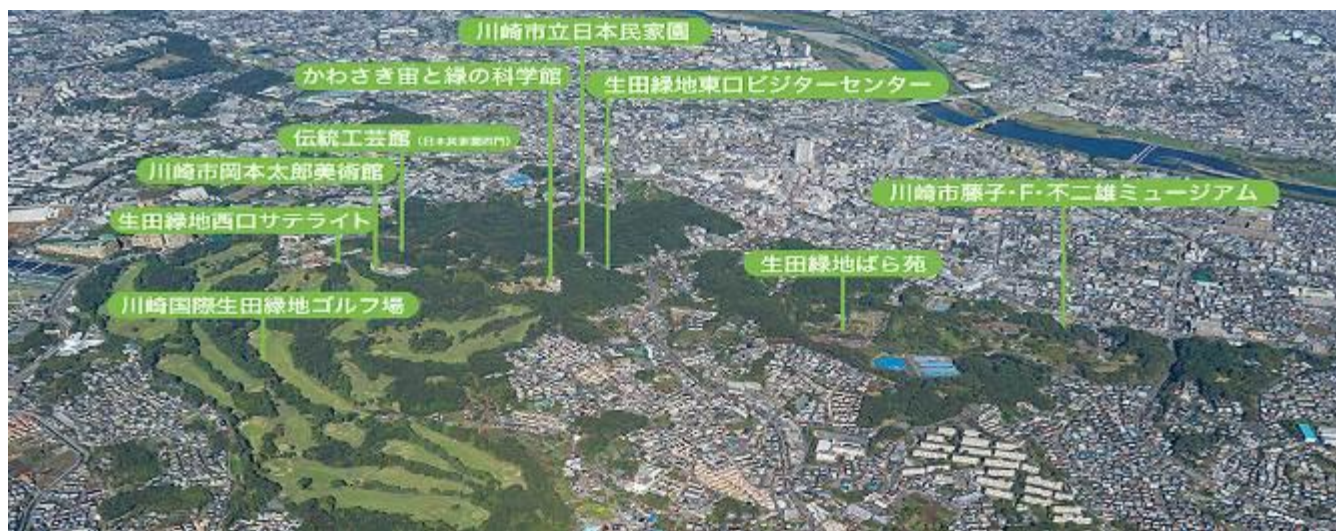 川崎市立日本民家園
かわさき宙と緑の科学館
生田緑地東口ビジターセンター
伝統工芸館
川崎市岡本太郎美術館
川崎市藤子・F・不二雄ミュージアム
生田緑地西口サテライト
生田緑地ばら苑
川崎国際生田緑地ゴルフ場